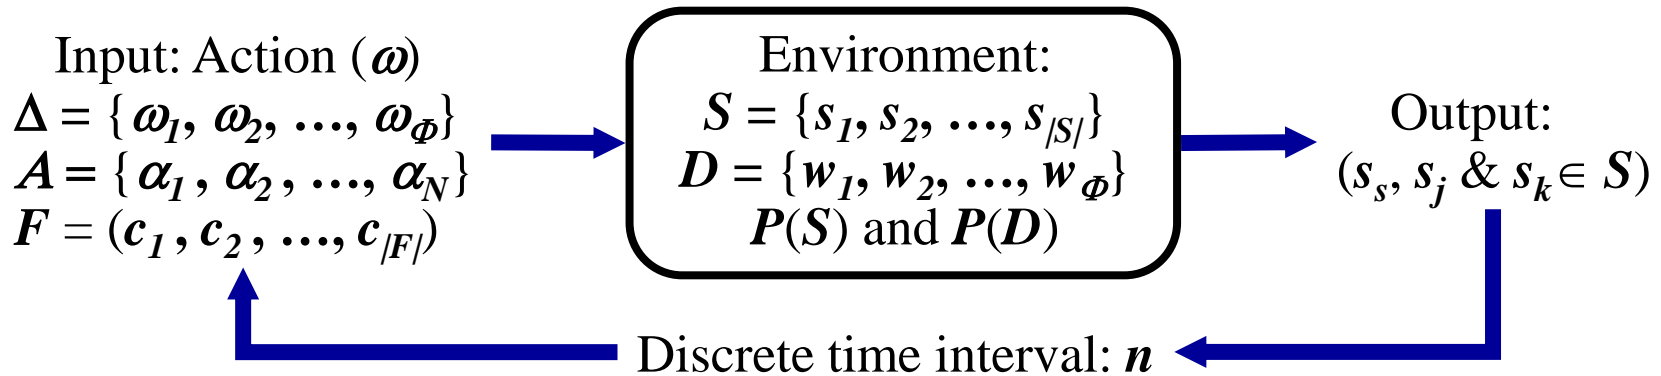 Input: Action (ω)
Δ = {ω1, ω2, …, ωΦ}
A = {α1, α2, …, αN}
F = (c1, c2, …, c|F|)
Environment:
S = {s1, s2, …, s|S|}
D = {w1, w2, …, wΦ}
P(S) and P(D)
Output:
(ss, sj & sk ∈ S)
Discrete time interval: n